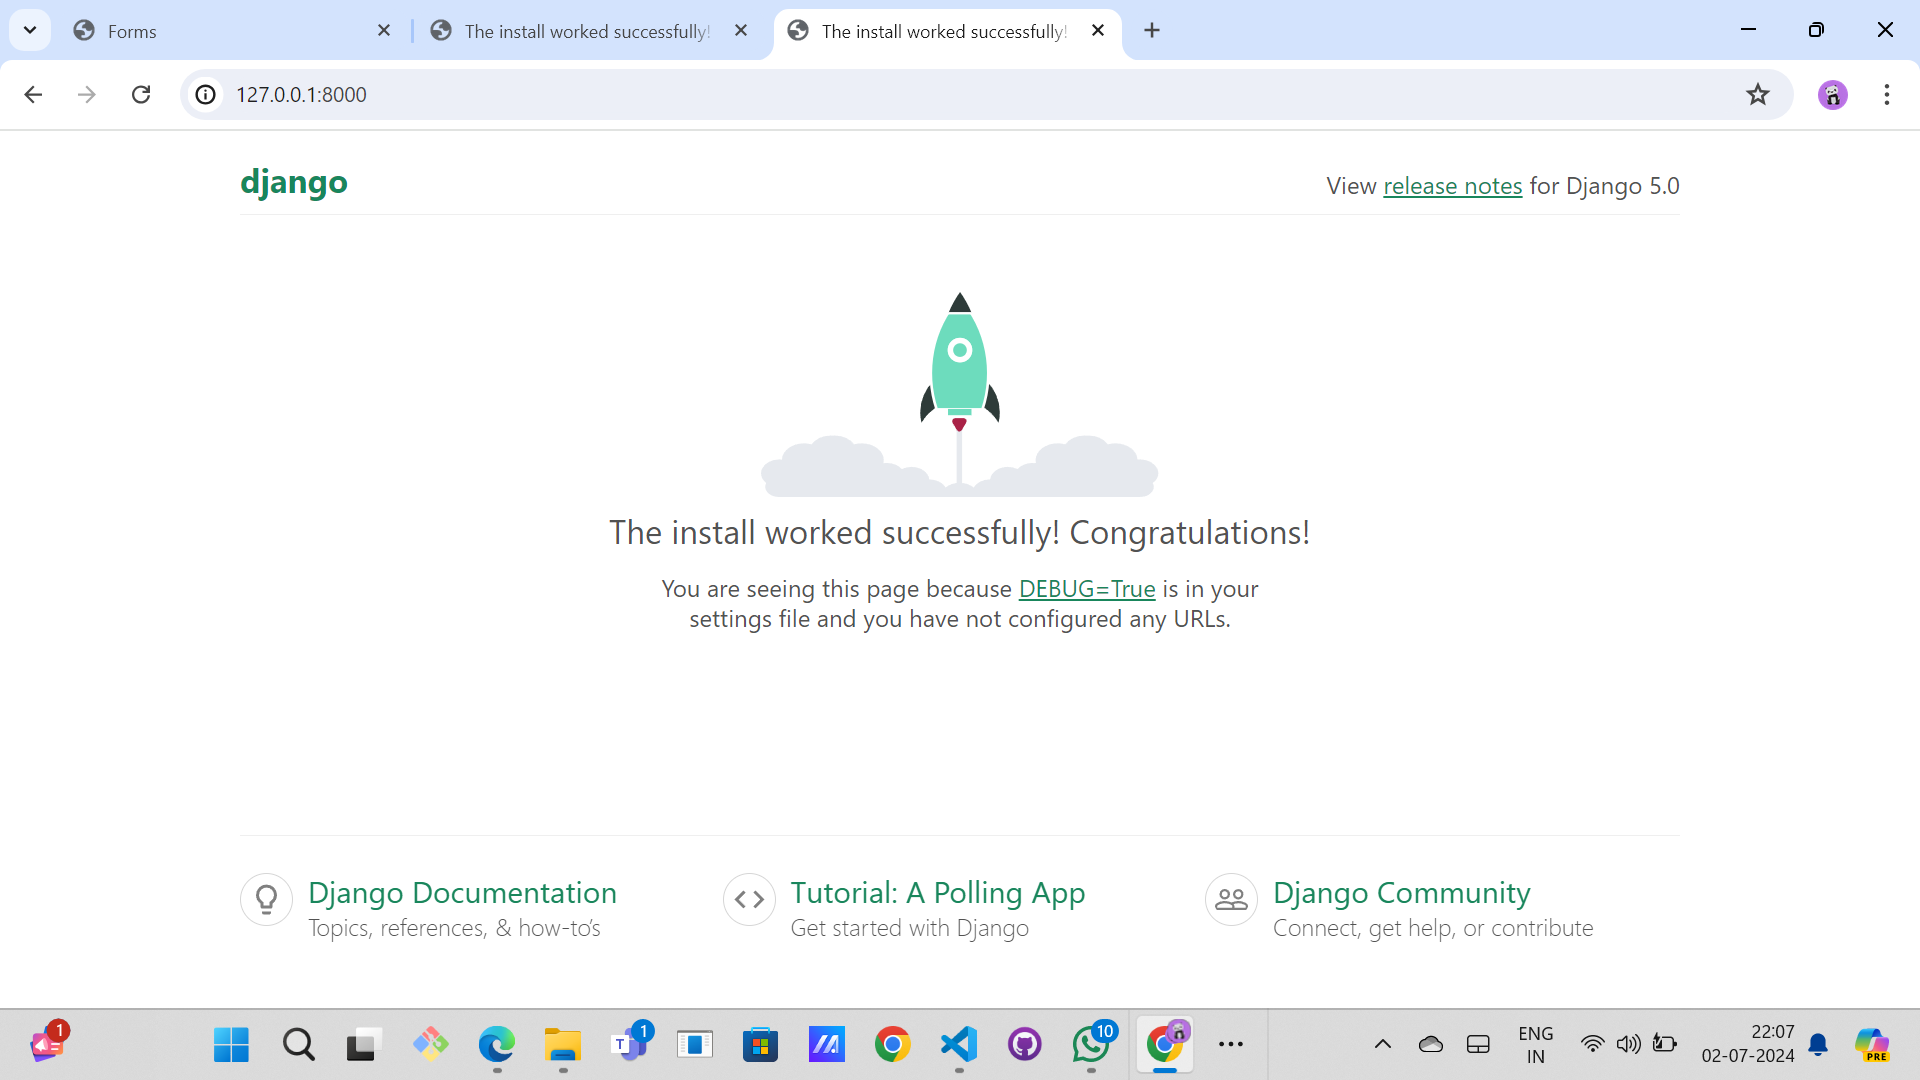 Forms
The install worked successfully!
The install worked successfully!
127.0.0.1:8000
django
View release notes for Django 5.0
The install worked successfully! Congratulations!
You are seeing this page because DEBUG=True is in your
settings file and you have not configured any URLs.
Django Documentation
Topics, references, & how-to’s
Tutorial: A Polling App
Get started with Django
Django Community
Connect, get help, or contribute
1
T 1
10
ENG
IN
22:07
02-07-2024
PRE